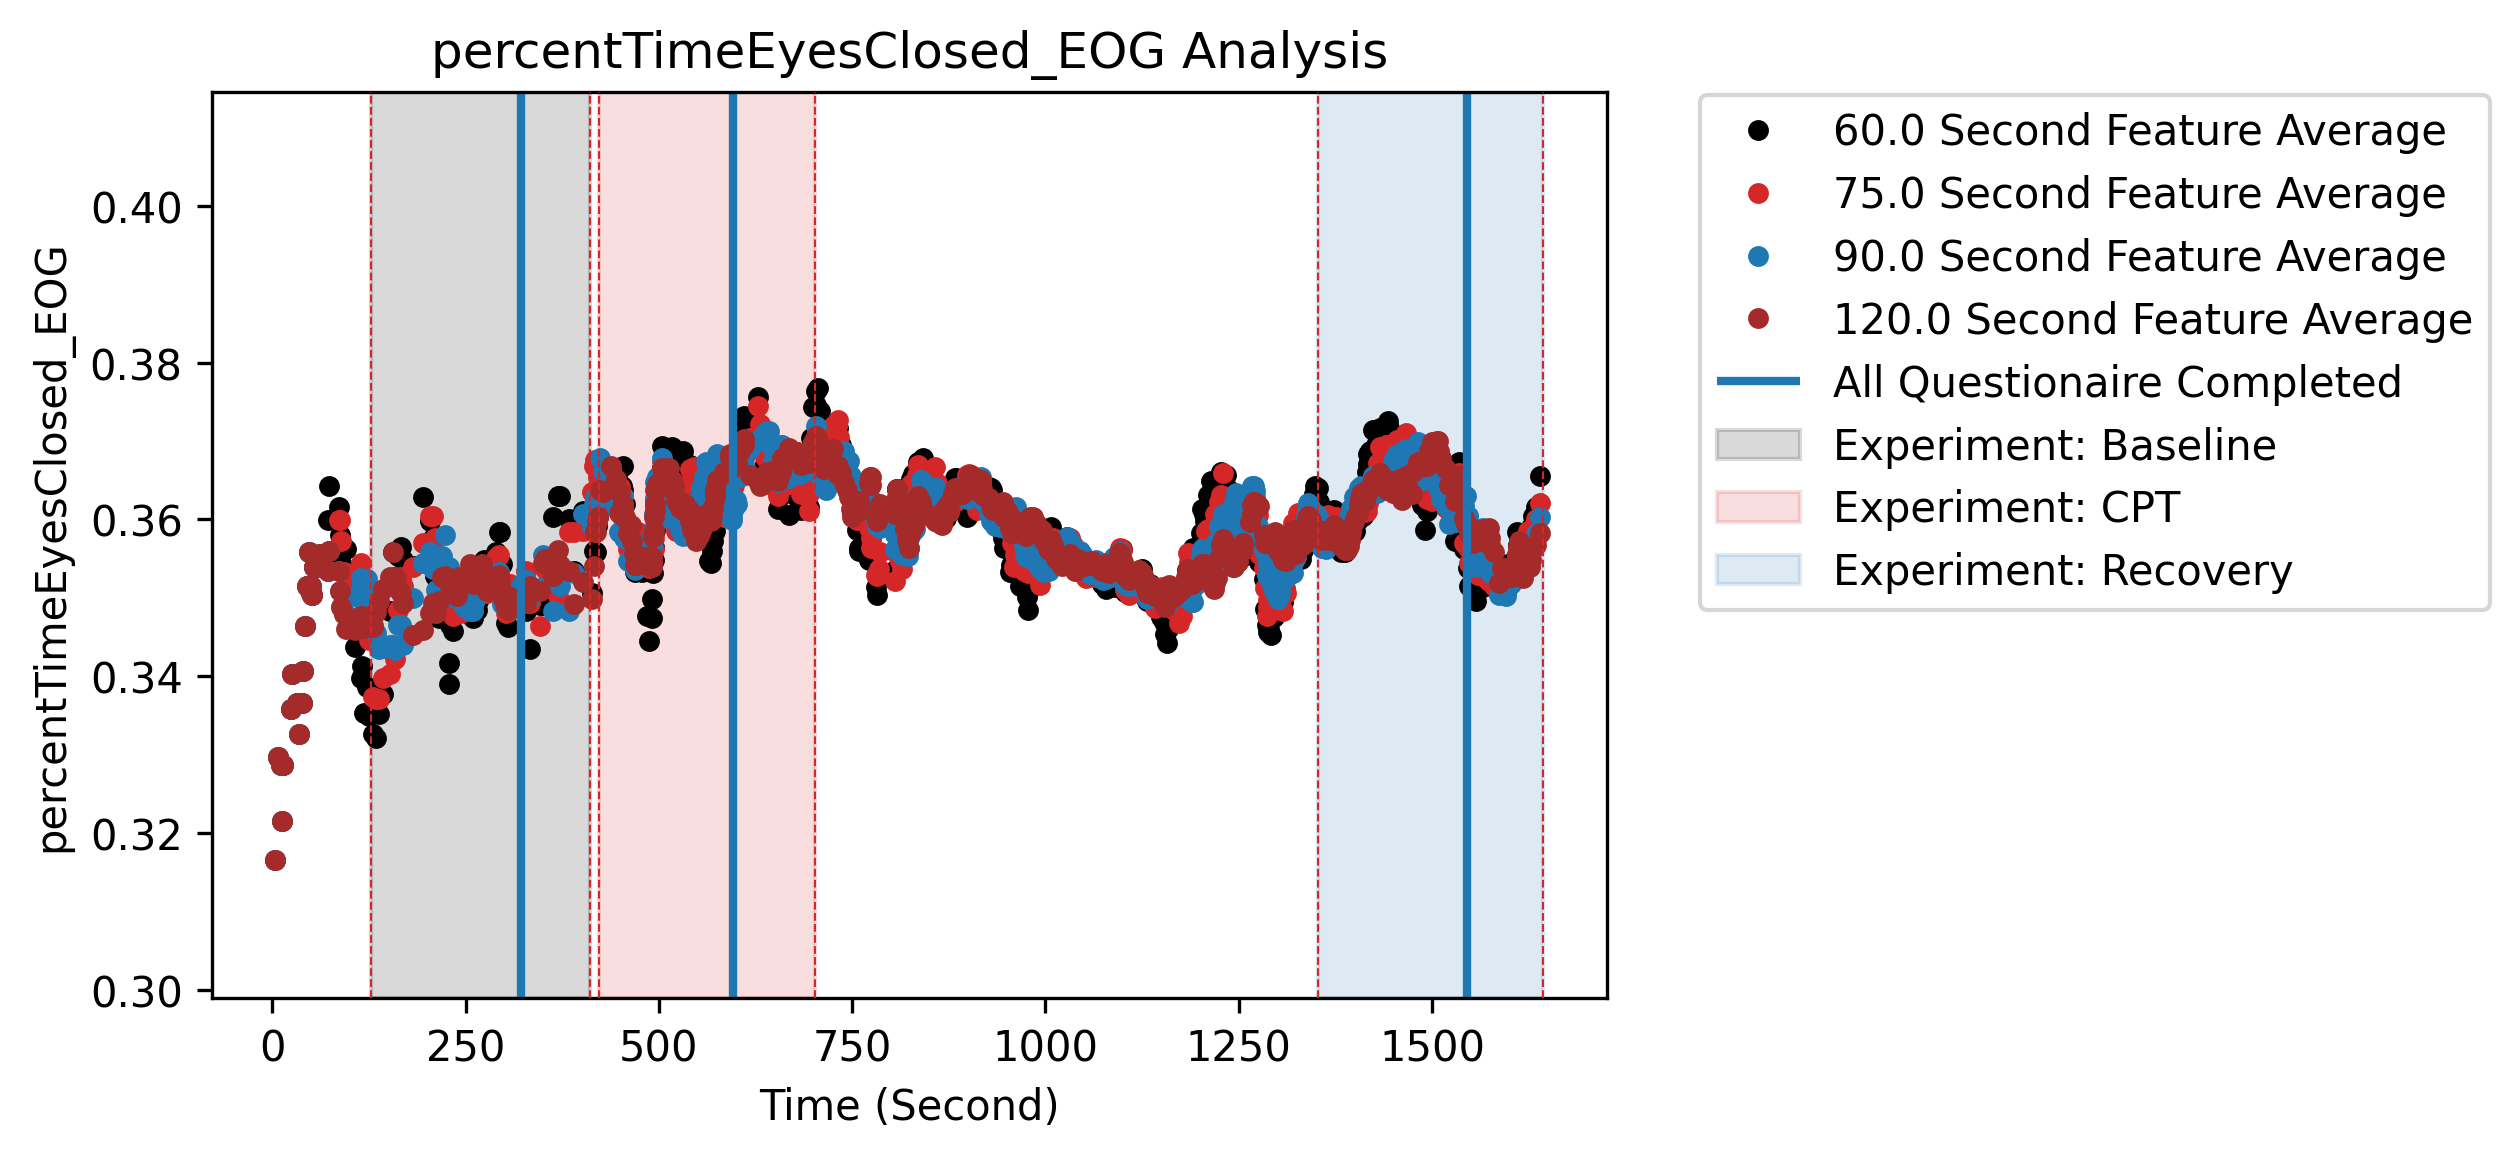 percentTimeEyesClosed_EOG Analysis
percentTimeEyesClosed_EOG
0.40
0.38
0.36
0.34
0.32
0.30
0
250
500
750
1000
1250
1500
Time (Second)
60.0 Second Feature Average
75.0 Second Feature Average
90.0 Second Feature Average
120.0 Second Feature Average
All Questionaire Completed
Experiment: Baseline
Experiment: CPT
Experiment: Recovery